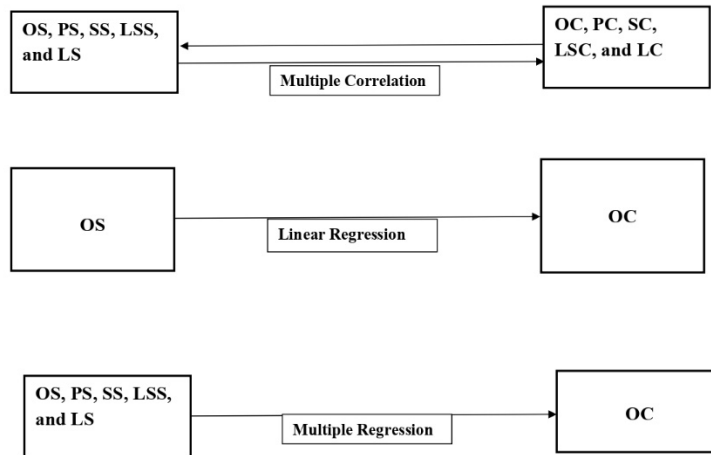 OS, PS, SS, LSS,
and LS
OC, PC, SC,
LSC, and LC
Multiple Correlation
OS
Linear Regression
OC
OS, PS, SS, LSS,
and LS
Multiple Regression
OC